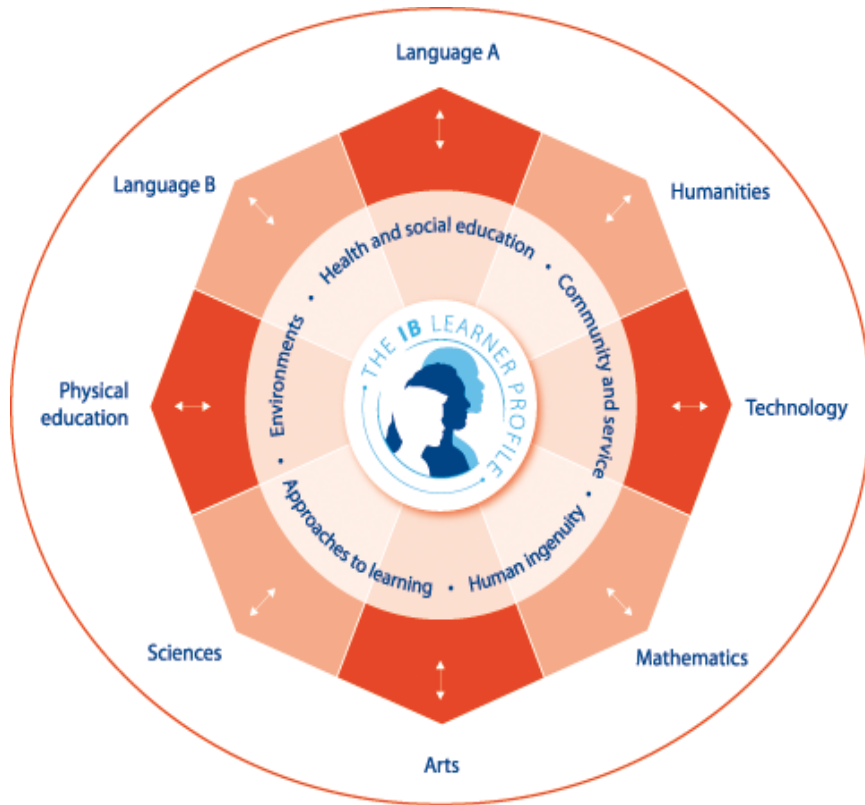 Language A
Language B
Humanities
Health and social education
•
Community and service
•
Human ingenuity
•
Approaches to learning
•
Environments
•
THE IB LEARNER PROFILE
Physical
education
Technology
Sciences
Mathematics
Arts